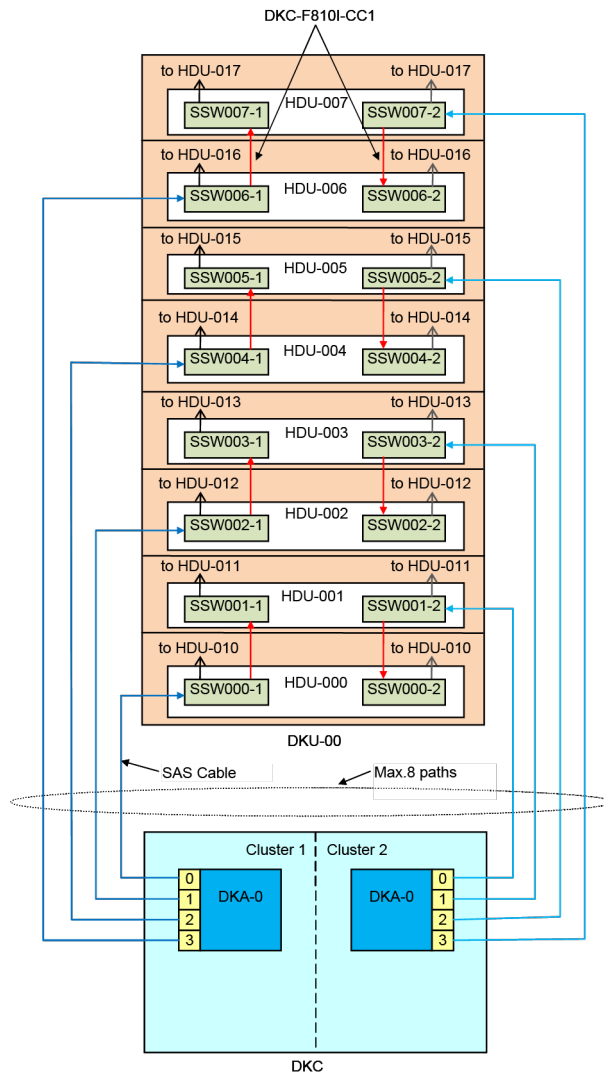 DKC-F810I-CC1
to HDU-017 to HDU-017
HDU-007
SSW007-1 SSW007-2
to HDU-016 to HDU-016
HDU-006
SSW006-1 SSW006-2
to HDU-015 to HDU-015
HDU-005
SSW005-1 SSW005-2
to HDU-014 to HDU-014
HDU-004
SSW004-1 SSW004-2
to HDU-013 to HDU-013
HDU-003
SSW003-1 SSW003-2
to HDU-012 to HDU-012
HDU-002
SSW002-1 SSW002-2
to HDU-011 to HDU-011
HDU-001
SSW001-1 SSW001-2
to HDU-010 to HDU-010
HDU-000
SSW000-1 SSW000-2
DKU-00
SAS Cable
Max.8 paths
Cluster 1 Cluster 2
0 0
1 DKA-0 DKA-0 1
2 2
3 3
DKC